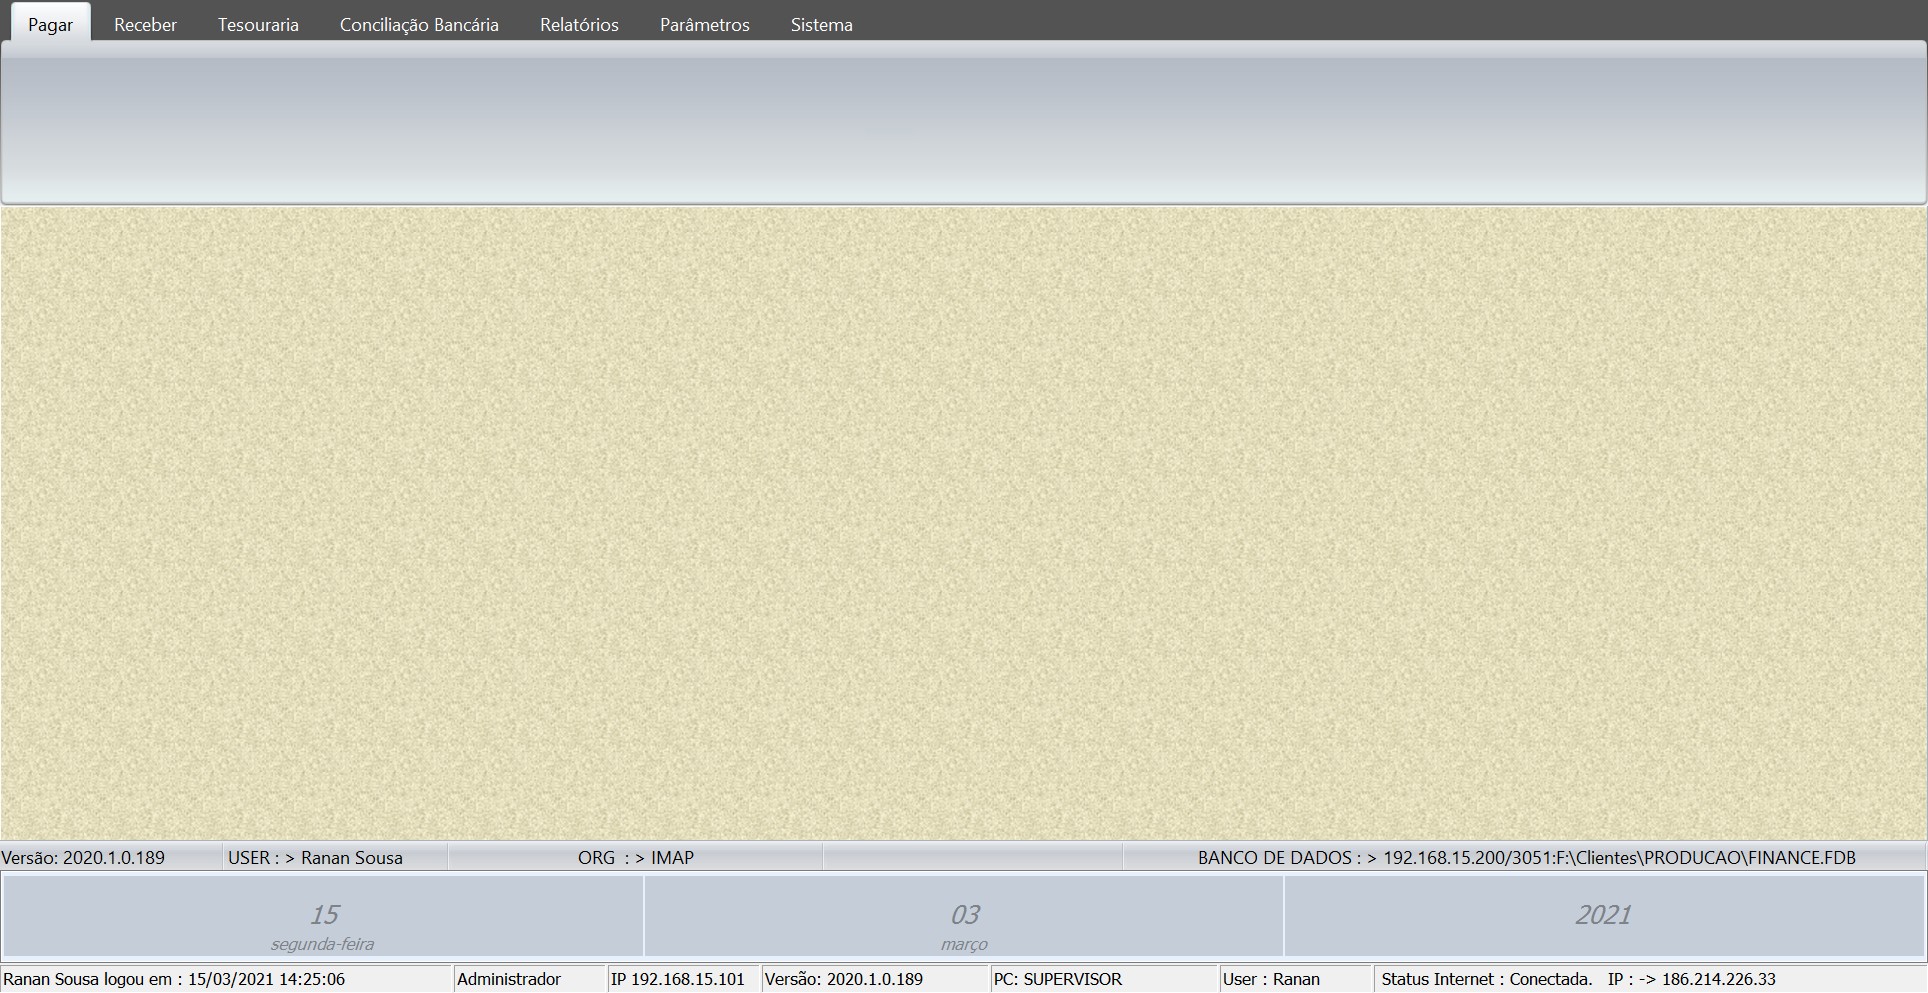 Pagar Receber Tesouraria Conciliação Bancária Relatórios Parâmetros Sistema
Versão: 2020.1.0.189 USER : > Ranan Sousa ORG : > IMAP BANCO DE DADOS : > 192.168.15.200/3051:F:\Clientes\PRODUCAO\FINANCE.FDB
15 03 2021
segunda-feira março
Ranan Sousa logou em : 15/03/2021 14:25:06 Administrador IP 192.168.15.101 Versão: 2020.1.0.189 PC: SUPERVISOR User : Ranan Status Internet : Conectada. IP : -> 186.214.226.33